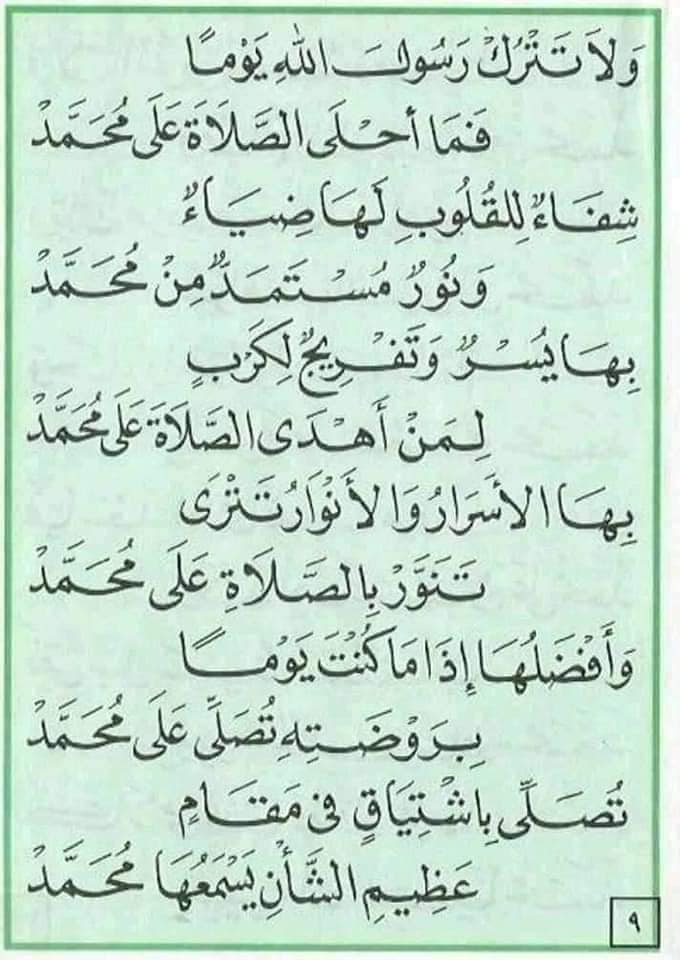 وَلَا تَتْرُكْ رَسُولَ اللهِ يَوْمًا
فَمَا أَحْلَى الصَّلَاةَ عَلَى مُحَمَّدْ
شِفَاءٌ لِلْقُلُوبِ لَهَا ضِيَاءٌ
وَنُورٌ مُسْتَمَدٌّ مِنْ مُحَمَّدْ
بِهَا يُسْرٌ وَتَفْرِيجٌ لِكَرْبٍ
لِمَنْ أَهْدَى الصَّلَاةَ عَلَى مُحَمَّدْ
بِهَا الأَسْرَارُ وَالأَنْوَارُ تَتْرَى
تَنَوَّرْ بِالصَّلَاةِ عَلَى مُحَمَّدْ
وَأَفْضَلُهَا إِذَا مَا كُنْتَ يَوْمًا
بِرَوْضَتِهِ تُصَلِّى عَلَى مُحَمَّدْ
تُصَلِّى بِاشْتِيَاقٍ فِى مَقَامٍ
عَظِيمِ الشَّأْنِ يَسْمَعُهَا مُحَمَّدْ
٩